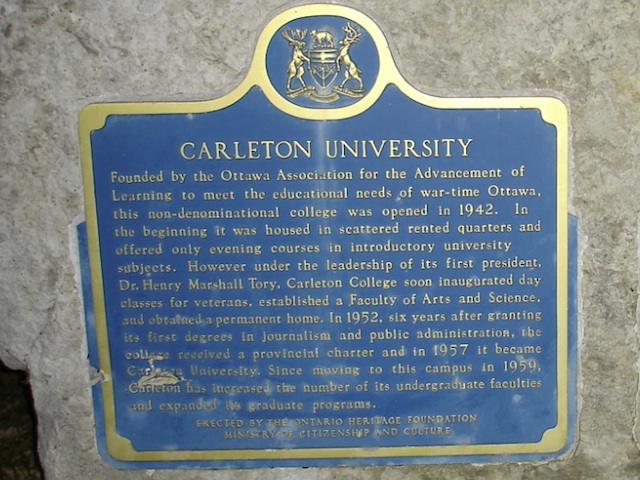 CARLETON UNIVERSITY
Founded by the Ottawa Association for the Advancement of
Learning to meet the educational needs of war-time Ottawa,
this non-denominational college was opened in 1942. In
the beginning it was housed in scattered rented quarters and
offered only evening courses in introductory university
subjects. However under the leadership of its first president,
Dr. Henry Marshall Tory, Carleton College soon inaugurated day
classes for veterans, established a Faculty of Arts and Science,
and obtained a permanent home. In 1952, six years after granting
its first degrees in journalism and public administration, the
college received a provincial charter and in 1957 it became
Carleton University. Since moving to this campus in 1959,
Carleton has increased the number of its undergraduate faculties
and expanded its graduate programs.
ERECTED BY THE ONTARIO HERITAGE FOUNDATION
MINISTRY OF CITIZENSHIP AND CULTURE